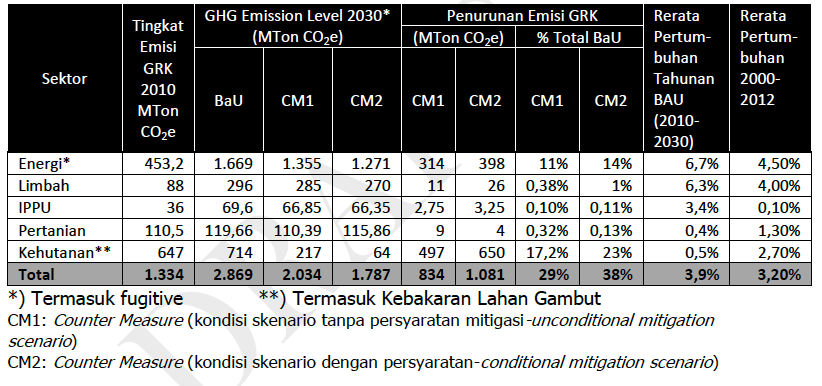 Sektor Tingkat Emisi GRK 2010 MTon CO₂e GHG Emission Level 2030* (MTon CO₂e) Penurunan Emisi GRK Rerata Pertum-buhan Tahunan BAU (2010-2030) Rerata Pertum-buhan 2000-2012
(MTon CO₂e) % Total BaU
BaU CM1 CM2 CM1 CM2 CM1 CM2
Energi* 453,2 1.669 1.355 1.271 314 398 11% 14% 6,7% 4,50%
Limbah 88 296 285 270 11 26 0,38% 1% 6,3% 4,00%
IPPU 36 69,6 66,85 66,35 2,75 3,25 0,10% 0,11% 3,4% 0,10%
Pertanian 110,5 119,66 110,39 115,86 9 4 0,32% 0,13% 0,4% 1,30%
Kehutanan** 647 714 217 64 497 650 17,2% 23% 0,5% 2,70%
Total 1.334 2.869 2.034 1.787 834 1.081 29% 38% 3,9% 3,20%
*) Termasuk fugitive **) Termasuk Kebakaran Lahan Gambut
CM1: Counter Measure (kondisi skenario tanpa persyaratan mitigasi-unconditional mitigation
scenario)
CM2: Counter Measure (kondisi skenario dengan persyaratan-conditional mitigation scenario)